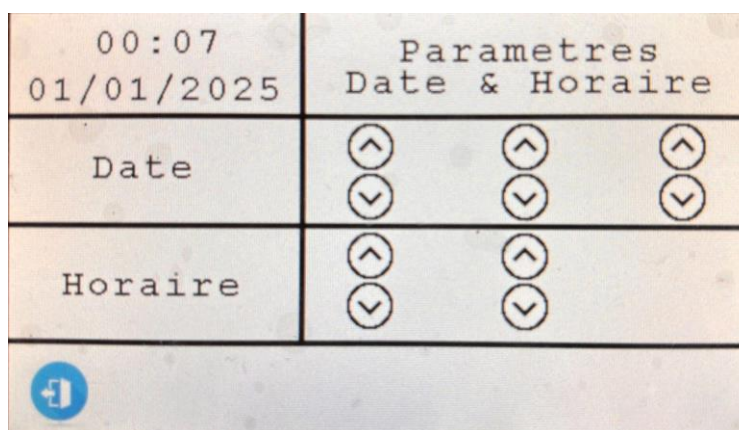 00:07
01/01/2025
Parametres
Date & Horaire
Date
Horaire